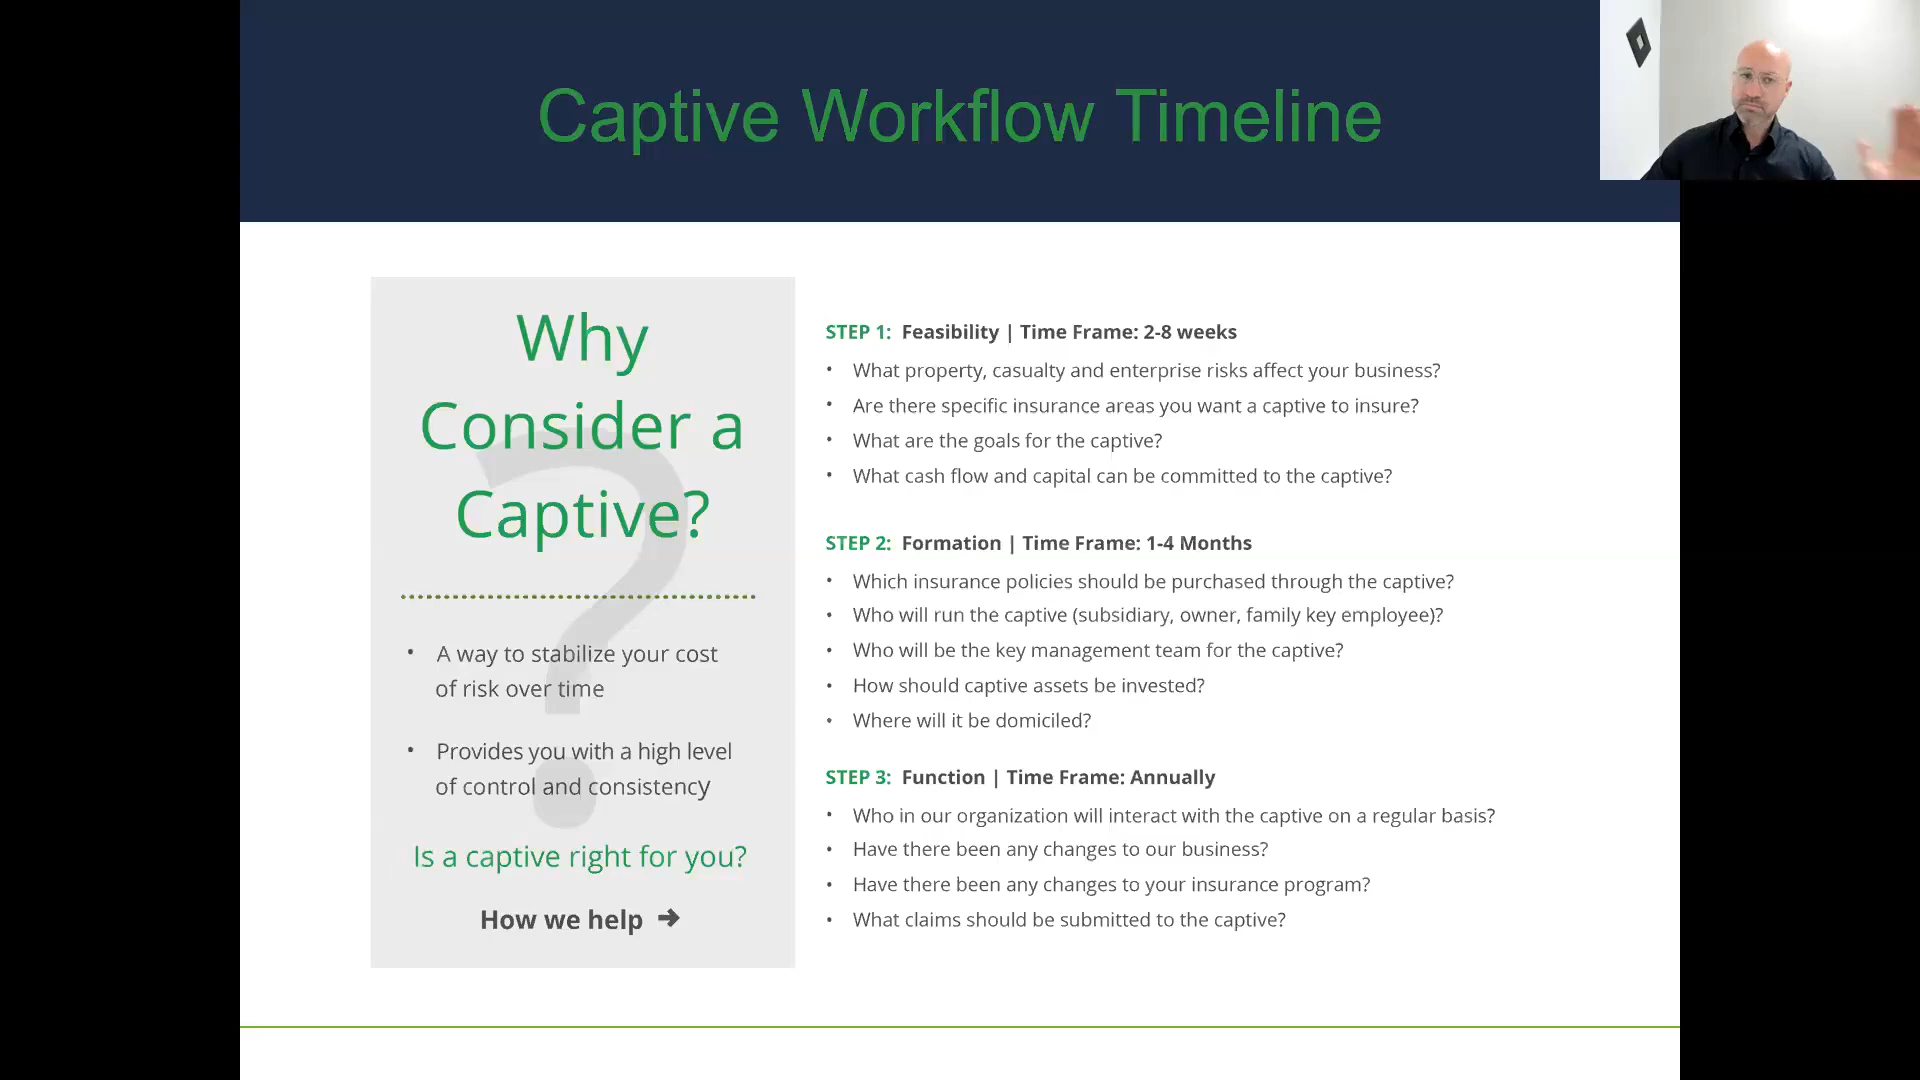 Captive Workflow Timeline
Why
Consider a
Captive?
• A way to stabilize your cost
of risk over time
• Provides you with a high level
of control and consistency
Is a captive right for you?
How we help ➔
STEP 1: Feasibility | Time Frame: 2-8 weeks
• What property, casualty and enterprise risks affect your business?
• Are there specific insurance areas you want a captive to insure?
• What are the goals for the captive?
• What cash flow and capital can be committed to the captive?
STEP 2: Formation | Time Frame: 1-4 Months
• Which insurance policies should be purchased through the captive?
• Who will run the captive (subsidiary, owner, family key employee)?
• Who will be the key management team for the captive?
• How should captive assets be invested?
• Where will it be domiciled?
STEP 3: Function | Time Frame: Annually
• Who in our organization will interact with the captive on a regular basis?
• Have there been any changes to our business?
• Have there been any changes to your insurance program?
• What claims should be submitted to the captive?